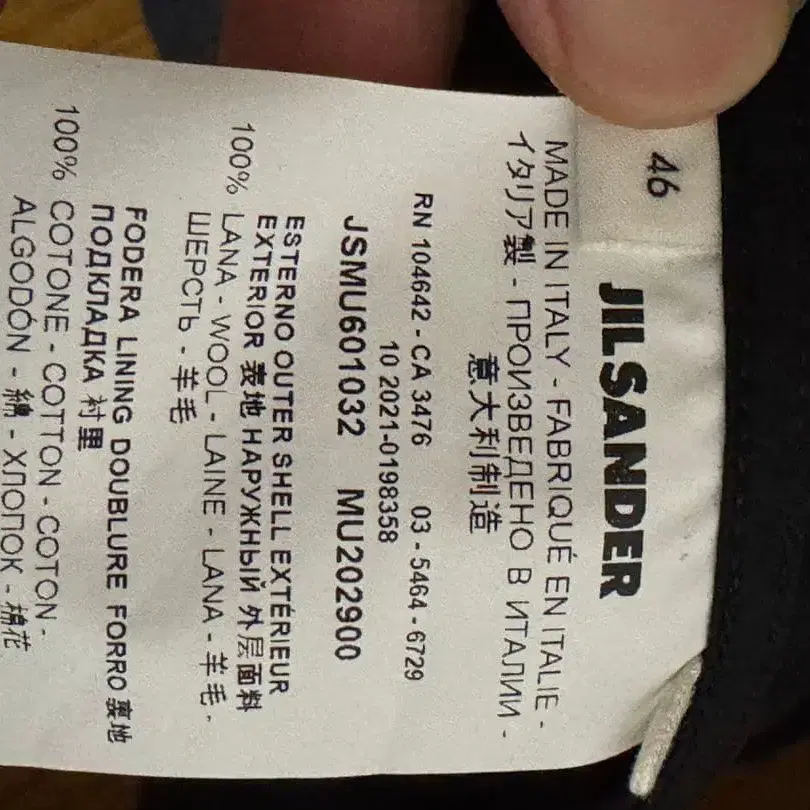 46
JILSANDER
MADE IN ITALY - FABRIQUÉ EN ITALIE -
イタリア製 - ПРОИЗВЕДЕНО В ИТАЛИИ -
意大利制造
RN 104642 - CA 3476 03 - 5464 - 6729
10 2021-0198358
JSMU601032 MU202900
ESTERNO OUTER SHELL EXTÉRIEUR
EXTERIOR 表地 НАРУЖНЫЙ 外层面料
100% LANA - WOOL - LAINE - LANA - 羊毛 -
ШЕРСТЬ - 羊毛
FODERA LINING DOUBLURE FORRO 裏地
ПОДКЛАДКА 衬里
100% COTONE - COTTON - COTON -
ALGODÓN - 綿 - ХЛОПОК - 棉花